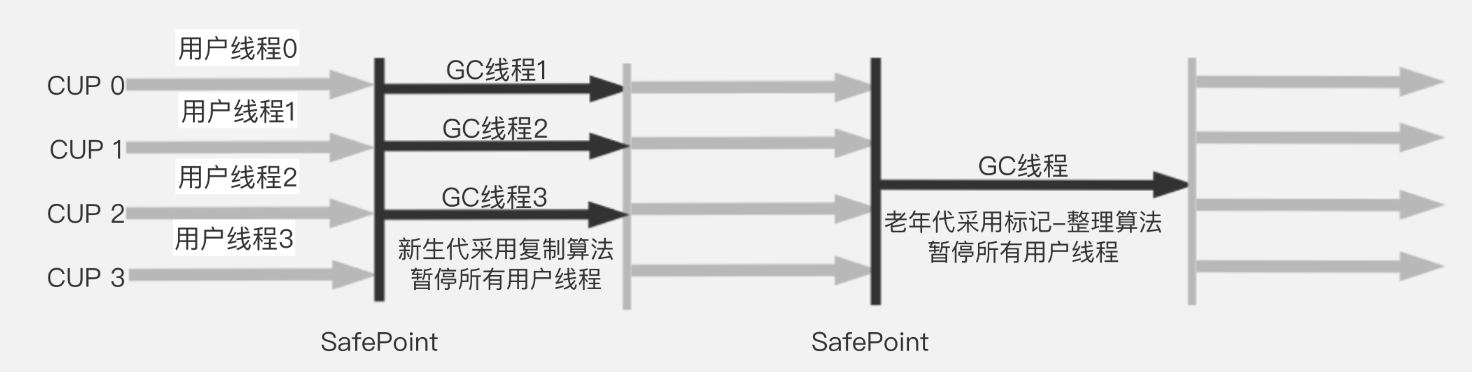 用户线程0
CUP 0
用户线程1
CUP 1
用户线程2
CUP 2
用户线程3
CUP 3
GC线程1
GC线程2
GC线程3
新生代采用复制算法
暂停所有用户线程
SafePoint
GC线程
老年代采用标记-整理算法
暂停所有用户线程
SafePoint